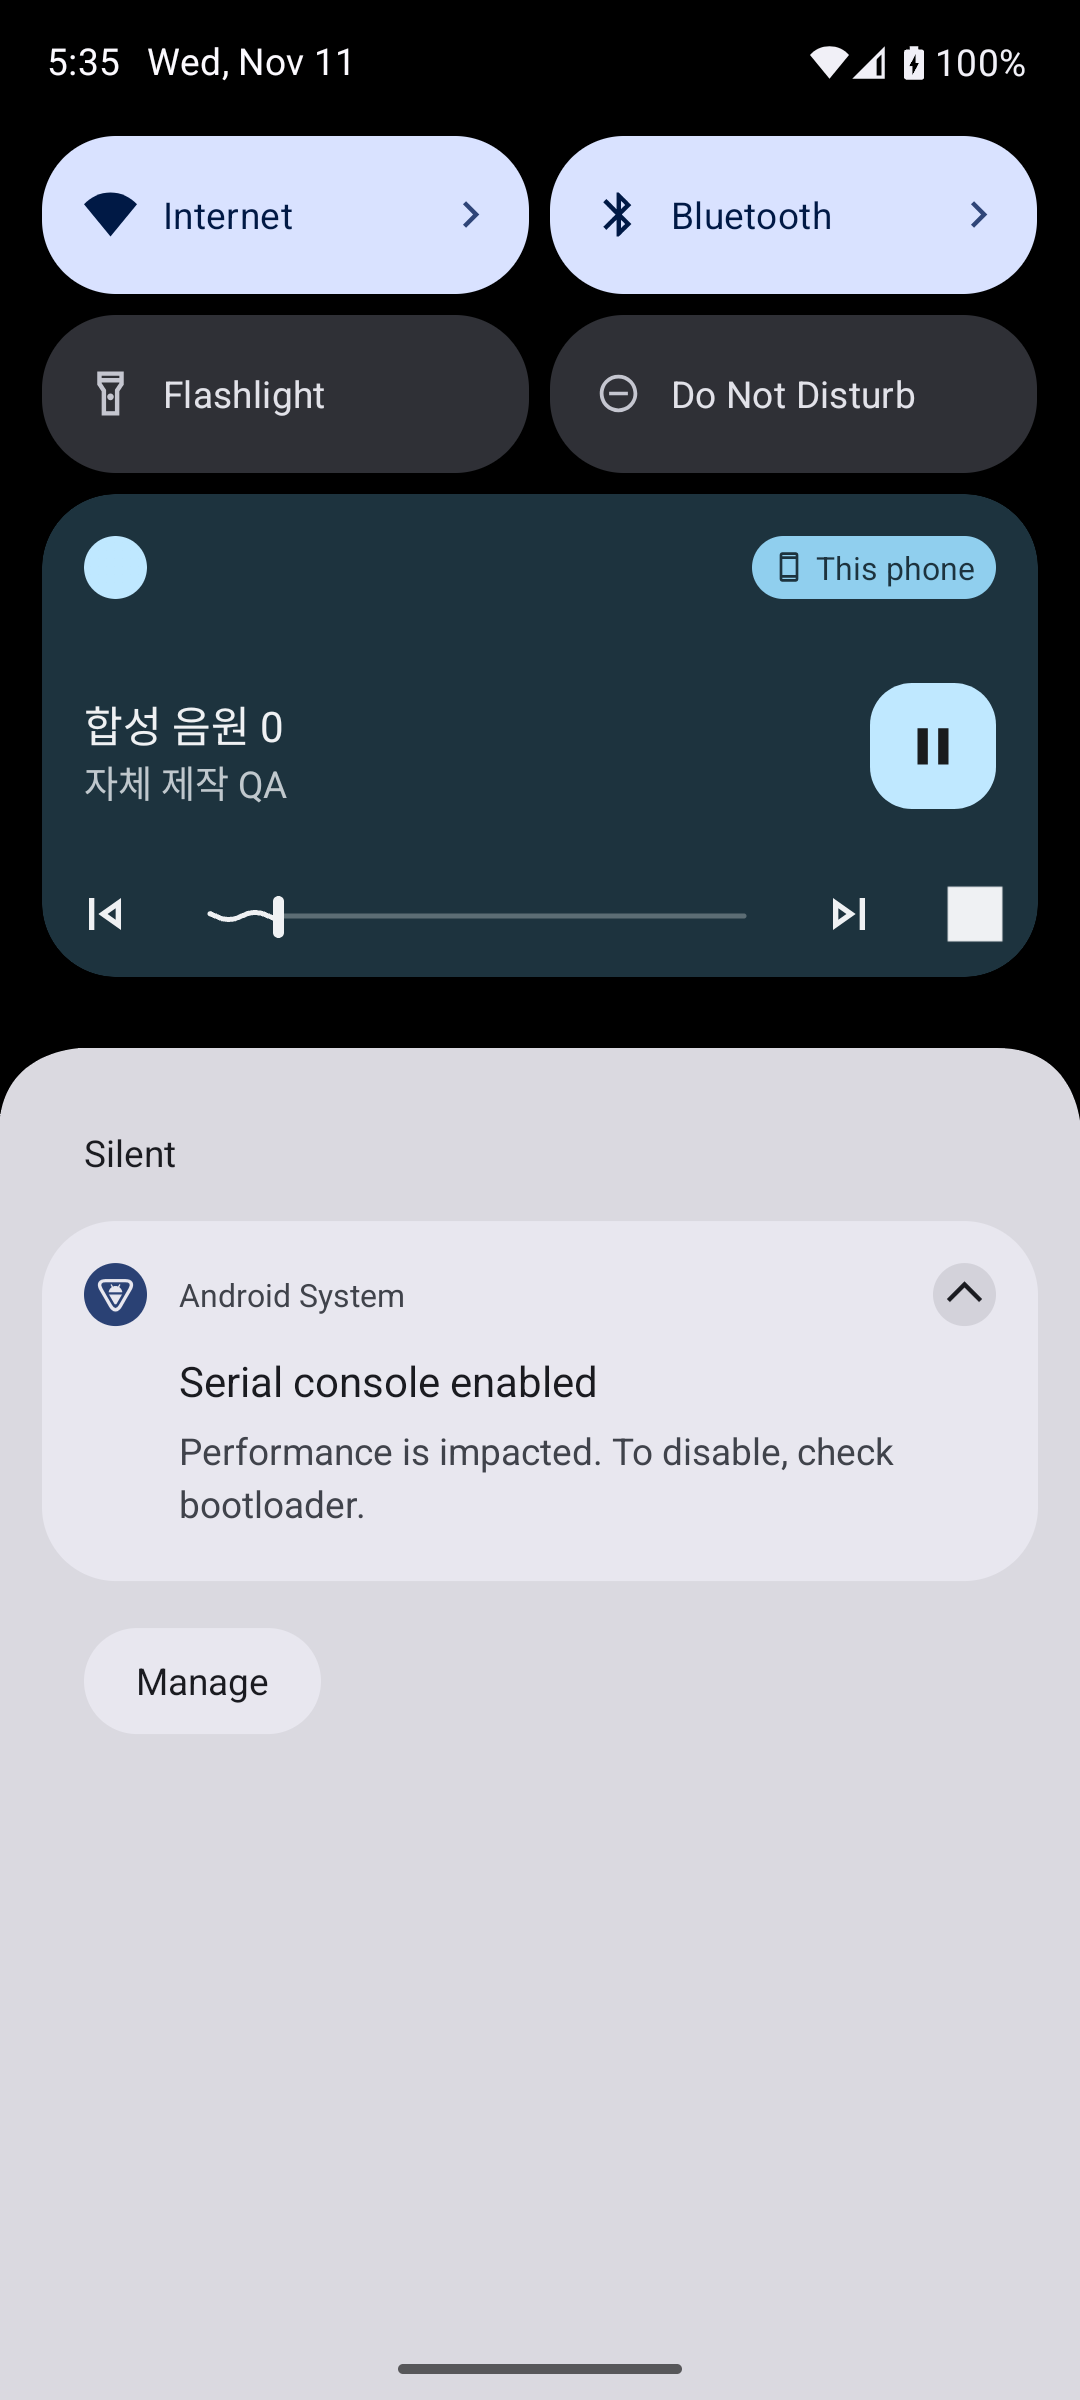 5:35 Wed, Nov 11 100%
Internet
Bluetooth
Flashlight
Do Not Disturb
This phone
합성 음원 0
자체 제작 QA
Silent
Android System
Serial console enabled
Performance is impacted. To disable, check
bootloader.
Manage